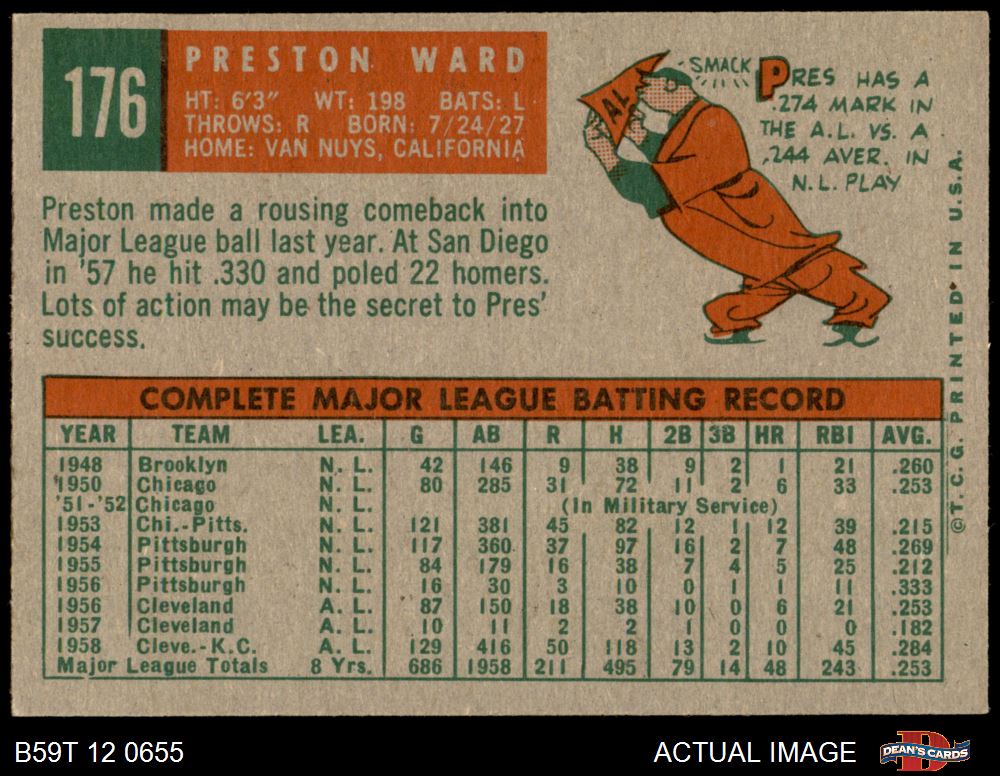 176
PRESTON WARD
HT: 6'3" WT: 198 BATS: L
THROWS: R BORN: 7/24/27
HOME: VAN NUYS, CALIFORNIA
Preston made a rousing comeback into
Major League ball last year. At San Diego
in '57 he hit .330 and poled 22 homers.
Lots of action may be the secret to Pres'
success.
AL
SMACK
PRES HAS A
.274 MARK IN
THE A.L. VS. A
.244 AVER. IN
N.L. PLAY
COMPLETE MAJOR LEAGUE BATTING RECORD
YEAR TEAM LEA. G AB R H 2B 3B HR RBI AVG.
1948 Brooklyn N. L. 42 146 9 38 9 2 1 21 .260
1950 Chicago N. L. 80 285 31 72 11 2 6 33 .253
'51-'52 Chicago N. L. (In Military Service)
1953 Chi.-Pitts. N. L. 121 381 45 82 12 1 12 39 .215
1954 Pittsburgh N. L. 117 360 37 97 16 2 7 48 .269
1955 Pittsburgh N. L. 84 179 16 38 7 4 5 25 .212
1956 Pittsburgh N. L. 16 30 3 10 0 1 1 11 .333
1956 Cleveland A. L. 87 150 18 38 10 0 6 21 .253
1957 Cleveland A. L. 10 11 2 2 1 0 0 0 .182
1958 Cleve.-K.C. A. L. 129 416 50 118 13 2 10 45 .284
Major League Totals 8 Yrs. 686 1958 211 495 79 14 48 243 .253
©T.C.G. PRINTED IN U.S.A.
B59T 12 0655
ACTUAL IMAGE
D
DEAN'S CARDS